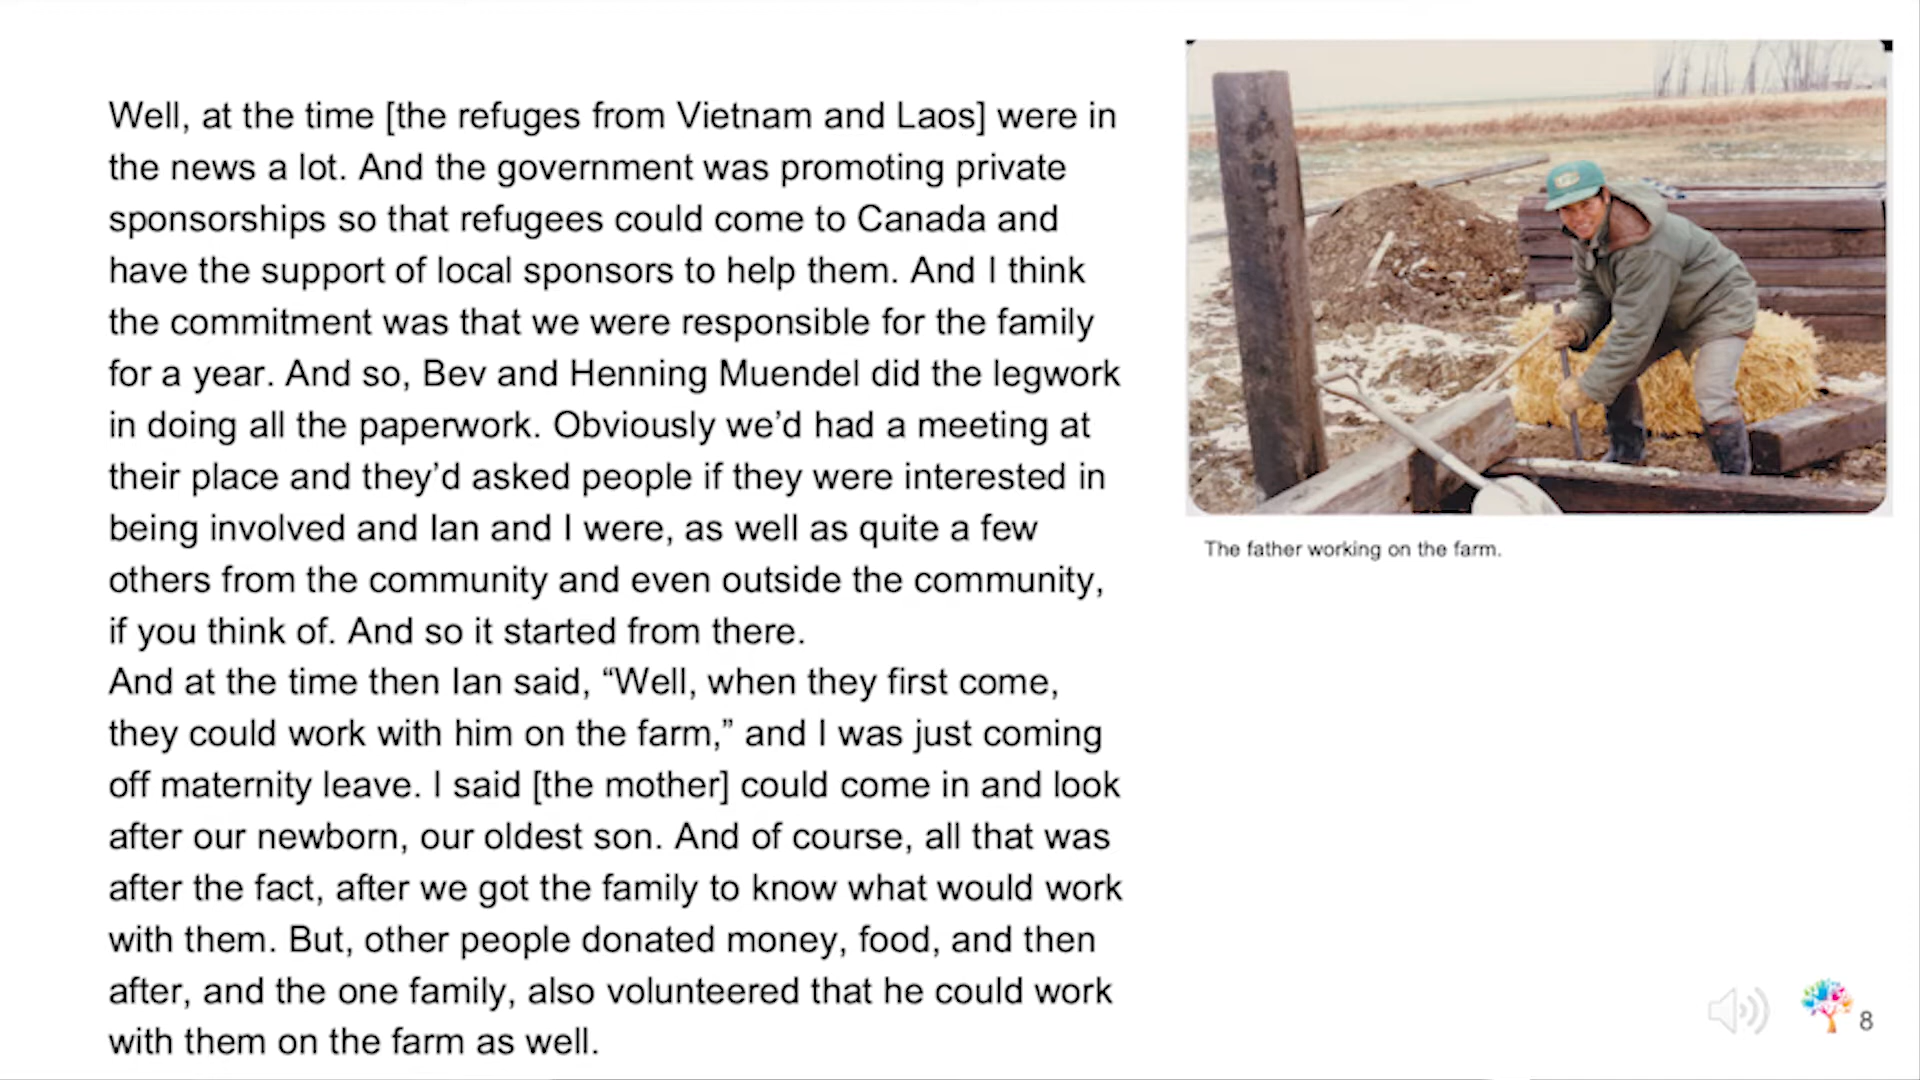 Well, at the time [the refuges from Vietnam and Laos] were in
the news a lot. And the government was promoting private
sponsorships so that refugees could come to Canada and
have the support of local sponsors to help them. And I think
the commitment was that we were responsible for the family
for a year. And so, Bev and Henning Muendel did the legwork
in doing all the paperwork. Obviously we’d had a meeting at
their place and they’d asked people if they were interested in
being involved and Ian and I were, as well as quite a few
others from the community and even outside the community,
if you think of. And so it started from there.
And at the time then Ian said, “Well, when they first come,
they could work with him on the farm,” and I was just coming
off maternity leave. I said [the mother] could come in and look
after our newborn, our oldest son. And of course, all that was
after the fact, after we got the family to know what would work
with them. But, other people donated money, food, and then
after, and the one family, also volunteered that he could work
with them on the farm as well.
The father working on the farm.
8